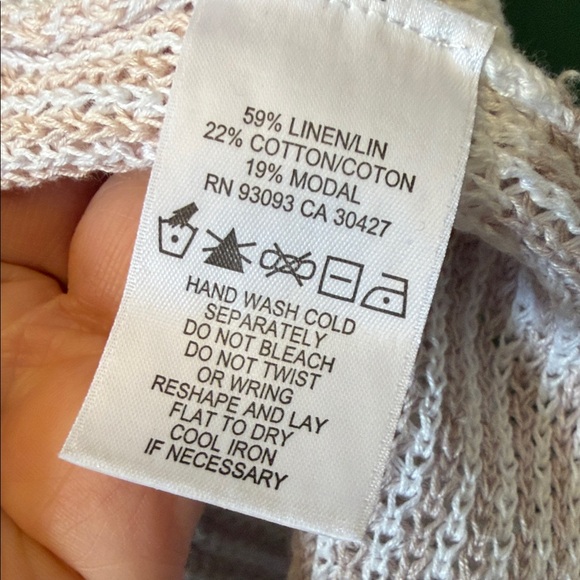 59% LINEN/LIN
22% COTTON/COTON
19% MODAL
RN 93093 CA 30427
HAND WASH COLD
SEPARATELY
DO NOT BLEACH
DO NOT TWIST
OR WRING
RESHAPE AND LAY
FLAT TO DRY
COOL IRON
IF NECESSARY